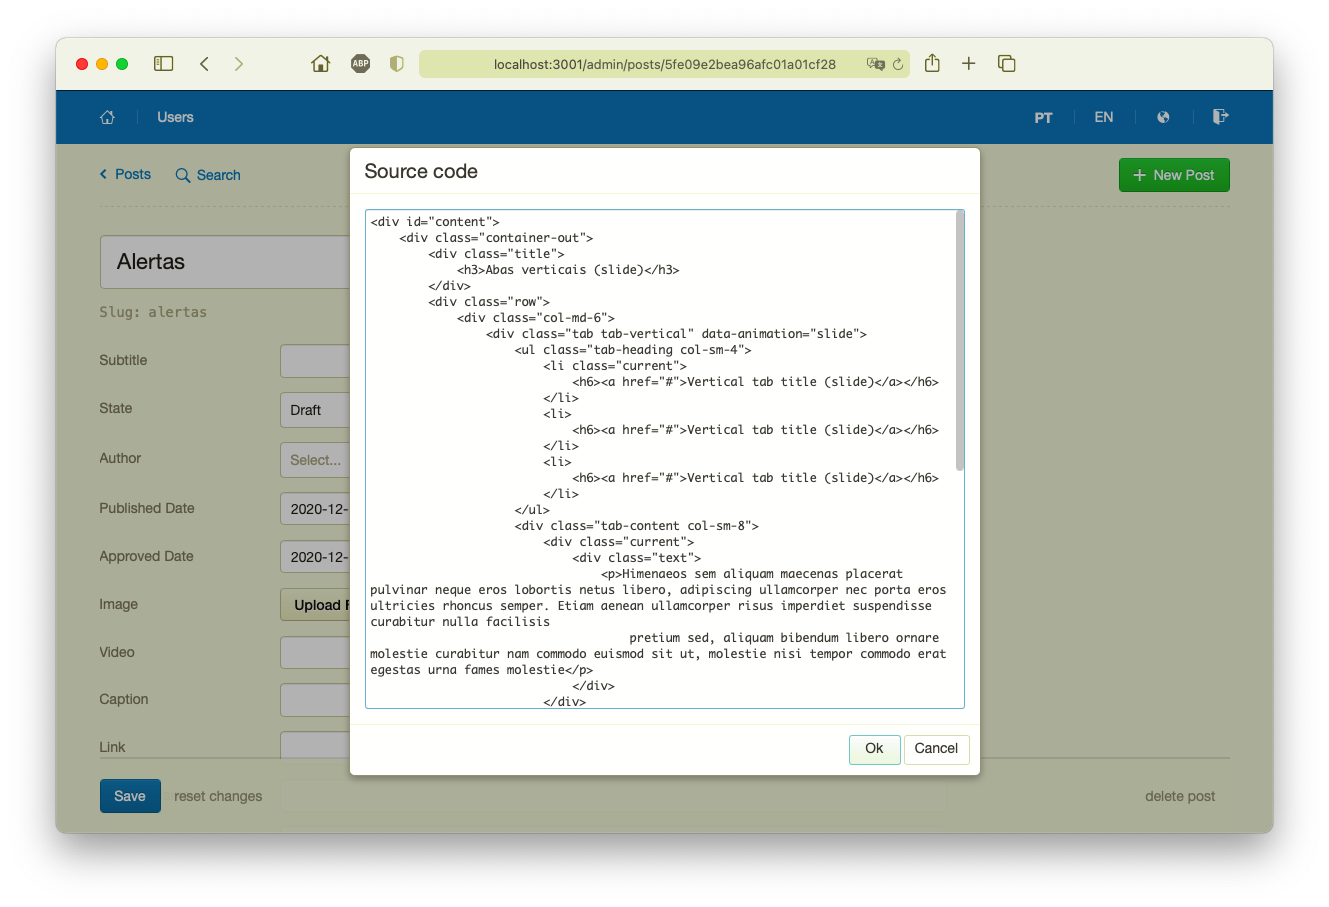 ABP
localhost:3001/admin/posts/5fe09e2bea96afc01a01cf28
Users
PT
EN
Posts
Search
New Post
Source code
<div id="content">
<div class="container-out">
<div class="title">
<h3>Abas verticais (slide)</h3>
</div>
<div class="row">
<div class="col-md-6">
<div class="tab tab-vertical" data-animation="slide">
<ul class="tab-heading col-sm-4">
<li class="current">
<h6><a href="#">Vertical tab title (slide)</a></h6>
</li>
<li>
<h6><a href="#">Vertical tab title (slide)</a></h6>
</li>
<li>
<h6><a href="#">Vertical tab title (slide)</a></h6>
</li>
</ul>
<div class="tab-content col-sm-8">
<div class="current">
<div class="text">
<p>Himenaeos sem aliquam maecenas placerat
pulvinar neque eros lobortis netus libero, adipiscing ullamcorper nec porta eros
ultricies rhoncus semper. Etiam aenean ullamcorper risus imperdiet suspendisse
curabitur nulla facilisis
pretium sed, aliquam bibendum libero ornare
molestie curabitur nam commodo euismod sit ut, molestie nisi tempor commodo erat
egestas urna fames molestie</p>
</div>
</div>
Ok
Cancel
Alertas
Slug: alertas
Subtitle
State
Draft
Author
Select...
Published Date
2020-12-
Approved Date
2020-12-
Image
Upload
Video
Caption
Link
Save
reset changes
delete post